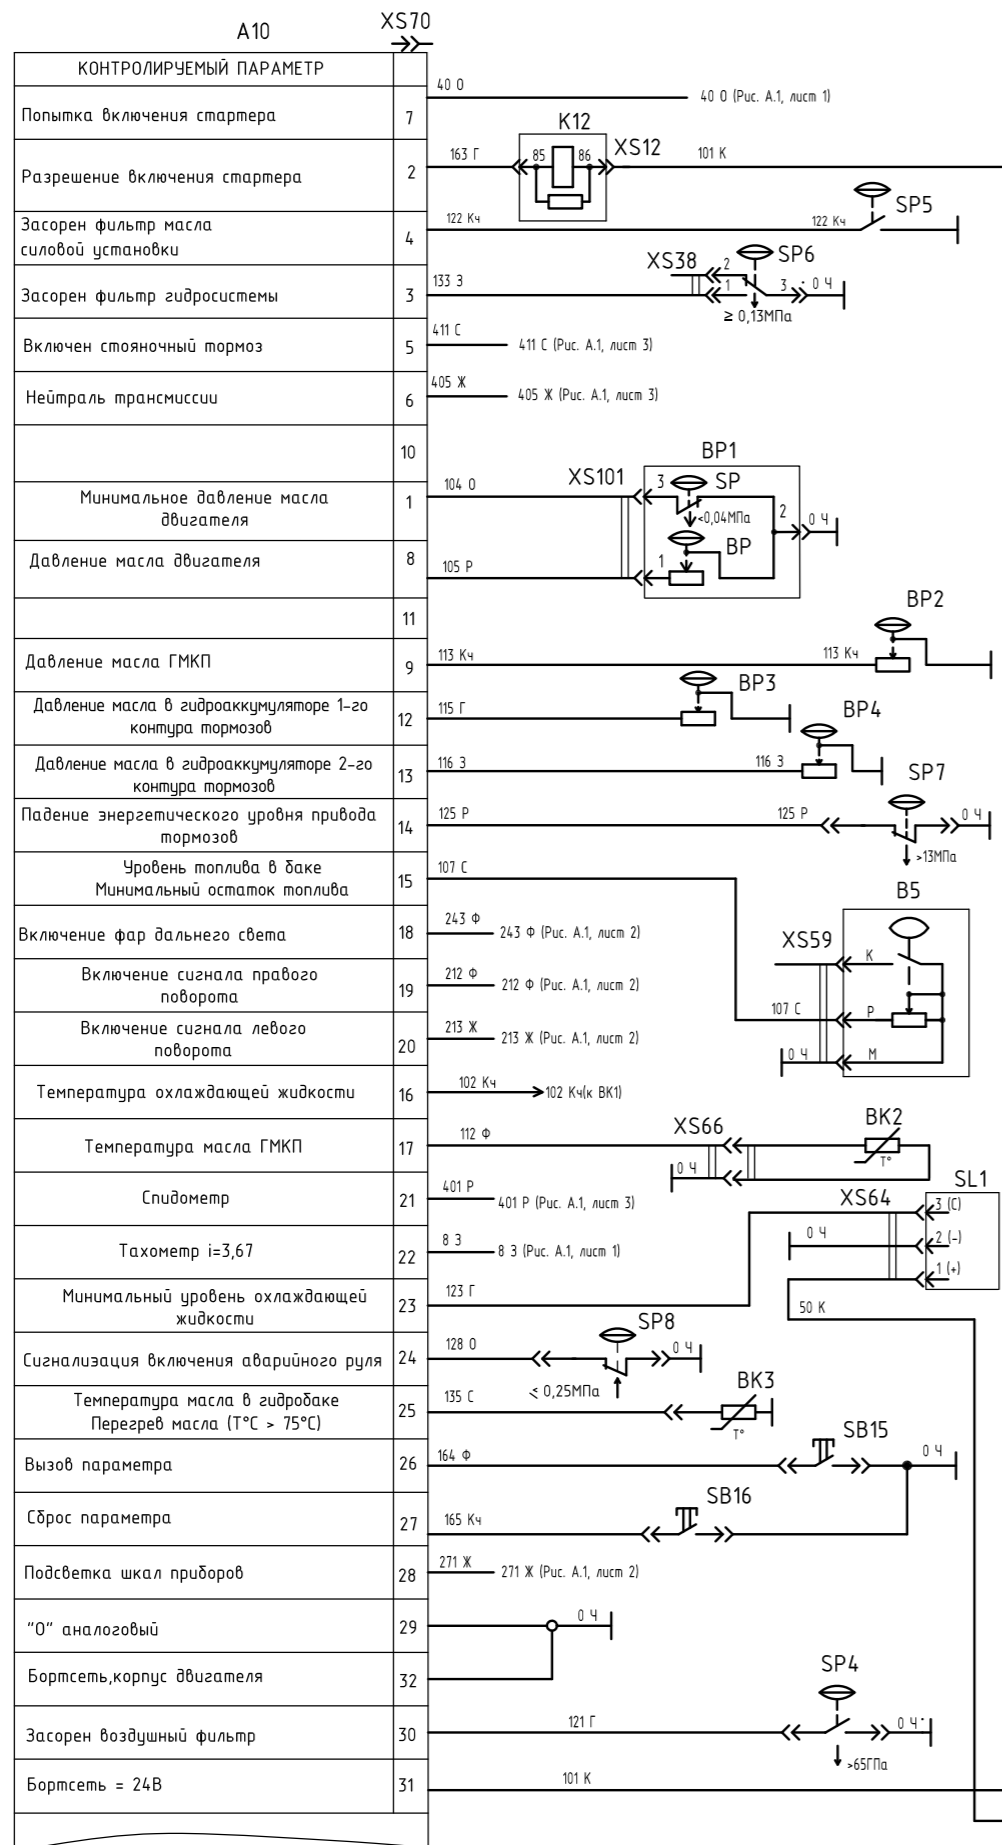 A10
XS70
КОНТРОЛИРУЕМЫЙ ПАРАМЕТР
40 О
40 О (Рис. А.1, лист 1)
Попытка включения стартера
7
K12
Разрешение включения стартера
2
163 Г
85
86
XS12
101 К
Засорен фильтр масла
силовой установки
4
122 Кч
122 Кч
SP5
Засорен фильтр гидросистемы
3
133 З
XS38
2
1
SP6
3
0 Ч
≥ 0,13МПа
Включен стояночный тормоз
5
411 С
411 С (Рис. А.1, лист 3)
Нейтраль трансмиссии
6
405 Ж
405 Ж (Рис. А.1, лист 3)
10
BP1
Минимальное давление масла
двигателя
1
104 О
XS101
3
SP
<0,04МПа
2
0 Ч
Давление масла двигателя
8
105 Р
1
BP
11
BP2
Давление масла ГМКП
9
113 Кч
113 Кч
Давление масла в гидроаккумуляторе 1-го
контура тормозов
12
115 Г
BP3
BP4
Давление масла в гидроаккумуляторе 2-го
контура тормозов
13
116 З
116 З
SP7
Падение энергетического уровня привода
тормозов
14
125 Р
125 Р
0 Ч
>13МПа
Уровень топлива в баке
Минимальный остаток топлива
15
107 С
B5
Включение фар дальнего света
18
243 Ф
243 Ф (Рис. А.1, лист 2)
XS59
К
Включение сигнала правого
поворота
19
212 Ф
212 Ф (Рис. А.1, лист 2)
107 С
Р
Включение сигнала левого
поворота
20
213 Ж
213 Ж (Рис. А.1, лист 2)
0 Ч
М
Температура охлаждающей жидкости
16
102 Кч
102 Кч(к ВК1)
Температура масла ГМКП
17
112 Ф
XS66
0 Ч
BK2
T°
Спидометр
21
401 Р
401 Р (Рис. А.1, лист 3)
XS64
SL1
3 (С)
Тахометр i=3,67
22
8 З
8 З (Рис. А.1, лист 1)
0 Ч
2 (-)
1 (+)
Минимальный уровень охлаждающей
жидкости
23
123 Г
50 К
Сигнализация включения аварийного руля
24
128 О
SP8
0 Ч
≤ 0,25МПа
Температура масла в гидробаке
Перегрев масла (Т°С > 75°С)
25
135 С
BK3
T°
Вызов параметра
26
164 Ф
SB15
0 Ч
Сброс параметра
27
165 Кч
SB16
Подсветка шкал приборов
28
271 Ж
271 Ж (Рис. А.1, лист 2)
"О" аналоговый
29
0 Ч
Бортсеть,корпус двигателя
32
SP4
Засорен воздушный фильтр
30
121 Г
0 Ч
>65ГПа
Бортсеть = 24В
31
101 К